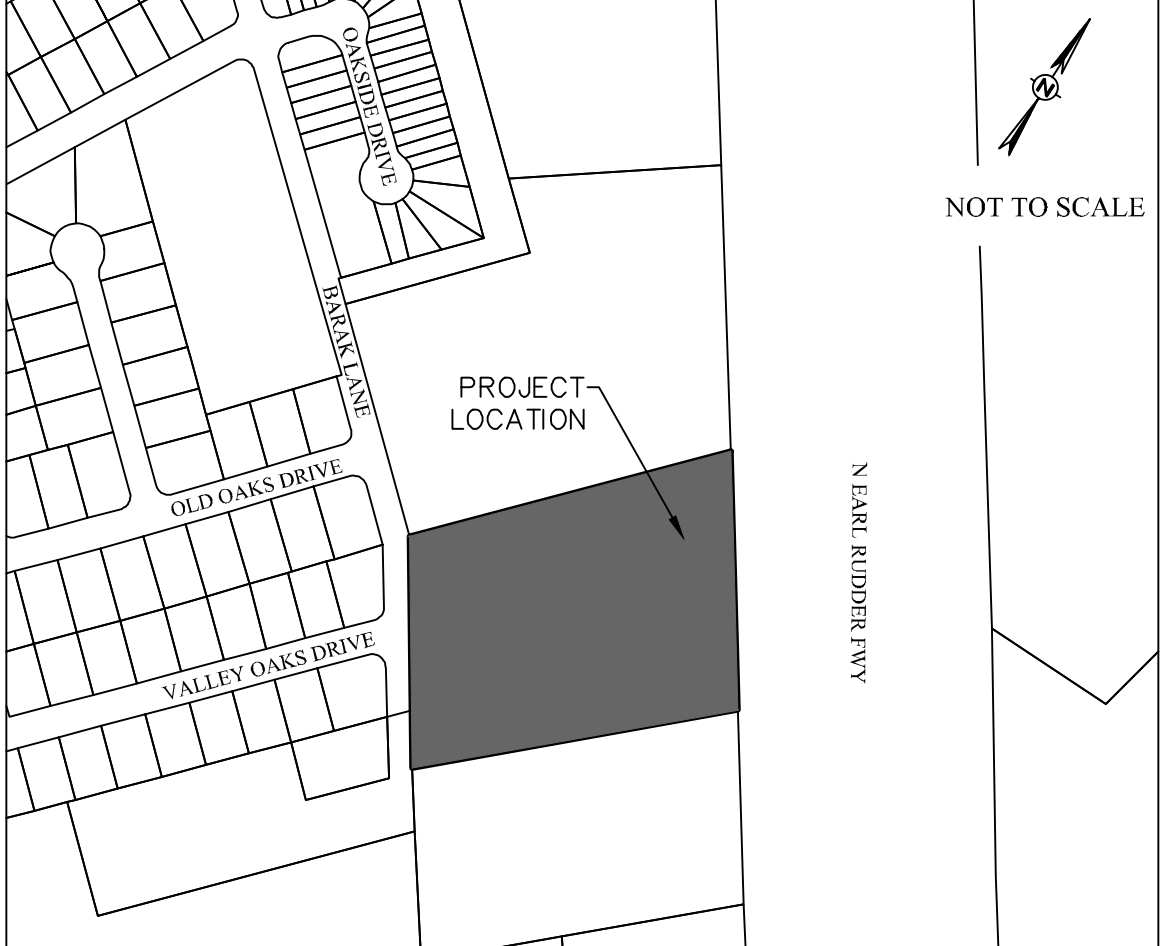 OAKSIDE DRIVE
N
NOT TO SCALE
BARAK LANE
PROJECT
LOCATION
OLD OAKS DRIVE
N EARL RUDDER FWY
VALLEY OAKS DRIVE